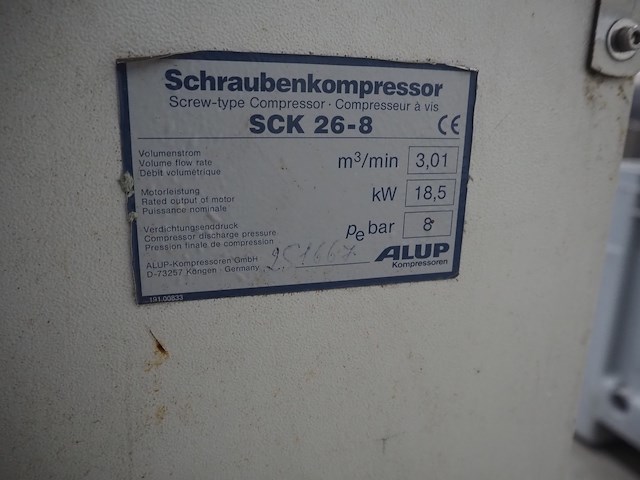 Schraubenkompressor
Screw-type Compressor · Compresseur à vis
SCK 26-8 CE
Volumenstrom
Volume flow rate
Débit volumétrique
m³/min 3,01
Motorleistung
Rated output of motor
Puissance nominale
kW 18,5
Verdichtungsenddruck
Compressor discharge pressure
Pression finale de compression
pe bar 8
ALUP-Kompressoren GmbH
D-73257 Köngen · Germany
ALUP
Kompressoren
191.00833